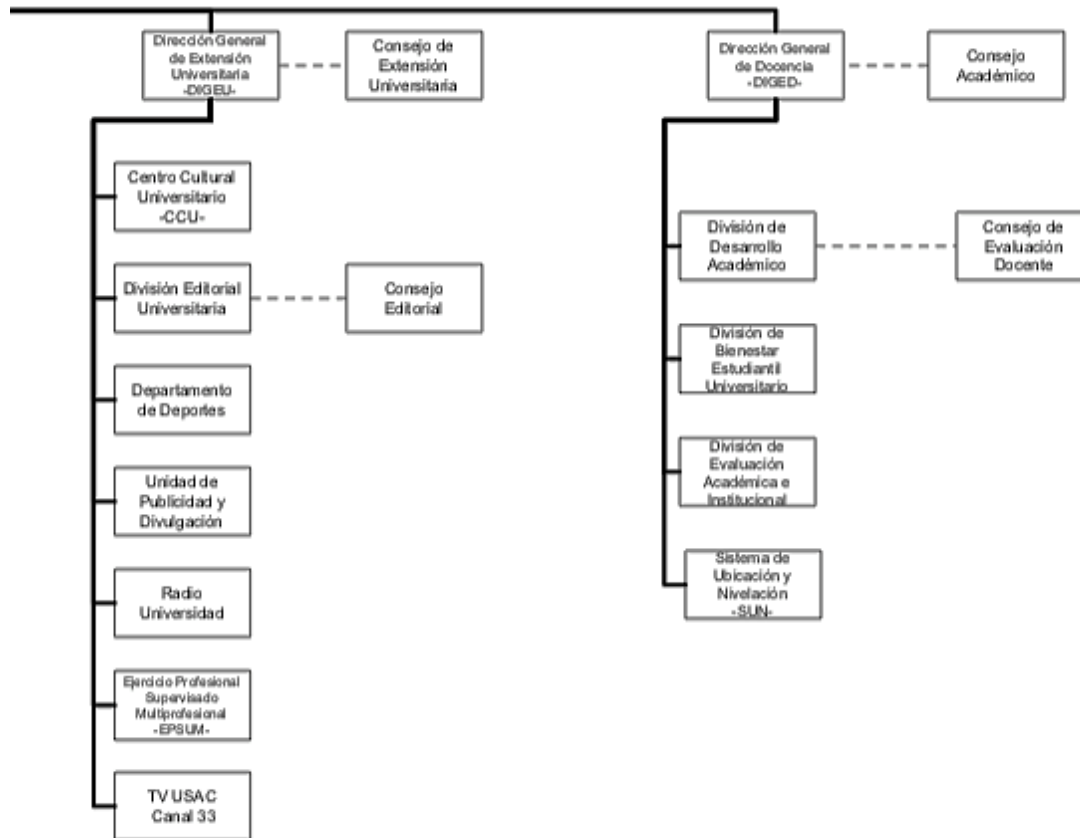 Dirección General
de Extensión
Universitaria
-DIGEU-
Consejo de
Extensión
Universitaria
Centro Cultural
Universitario
-CCU-
División Editorial
Universitaria
Consejo
Editorial
Departamento
de Deportes
Unidad de
Publicidad y
Divulgación
Radio
Universidad
Ejercicio Profesional
Supervisado
Multiprofesional
-EPSUM-
TV USAC
Canal 33
Dirección General
de Docencia
-DIGED-
Consejo
Académico
División de
Desarrollo
Académico
Consejo de
Evaluación
Docente
División de
Bienestar
Estudiantil
Universitario
División de
Evaluación
Académica e
Institucional
Sistema de
Ubicación y
Nivelación
-SUN-